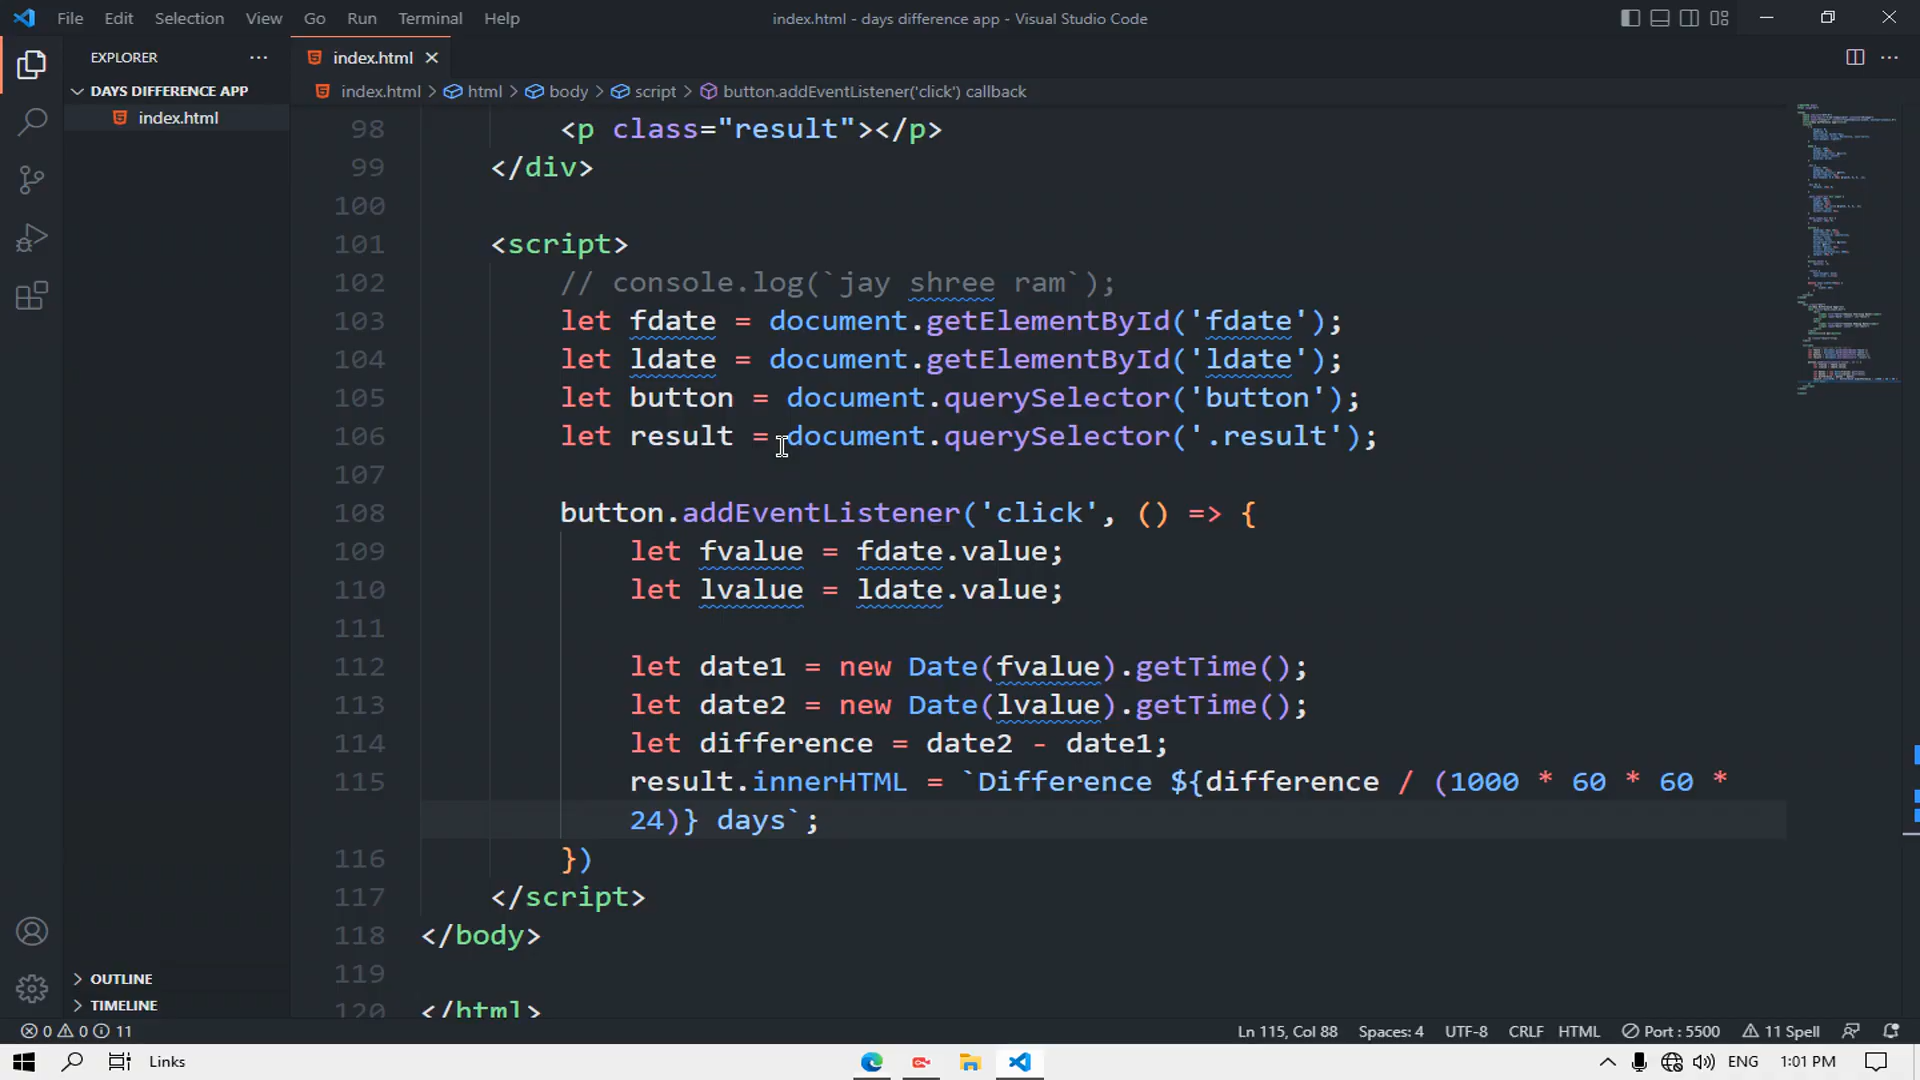 File Edit Selection View Go Run Terminal Help
index.html - days difference app - Visual Studio Code
EXPLORER
index.html
DAYS DIFFERENCE APP
index.html > html > body > script > button.addEventListener('click') callback
index.html
98 <p class="result"></p>
99 </div>
100
101 <script>
102 // console.log(`jay shree ram`);
103 let fdate = document.getElementById('fdate');
104 let ldate = document.getElementById('ldate');
105 let button = document.querySelector('button');
106 let result = document.querySelector('.result');
107
108 button.addEventListener('click', () => {
109 let fvalue = fdate.value;
110 let lvalue = ldate.value;
111
112 let date1 = new Date(fvalue).getTime();
113 let date2 = new Date(lvalue).getTime();
114 let difference = date2 - date1;
115 result.innerHTML = `Difference ${difference / (1000 * 60 * 60 *
24)} days`;
116 })
117 </script>
118 </body>
119
120 </html>
OUTLINE
TIMELINE
0 0 11
Ln 115, Col 88 Spaces: 4 UTF-8 CRLF HTML Port : 5500 11 Spell
Links
ENG 1:01 PM